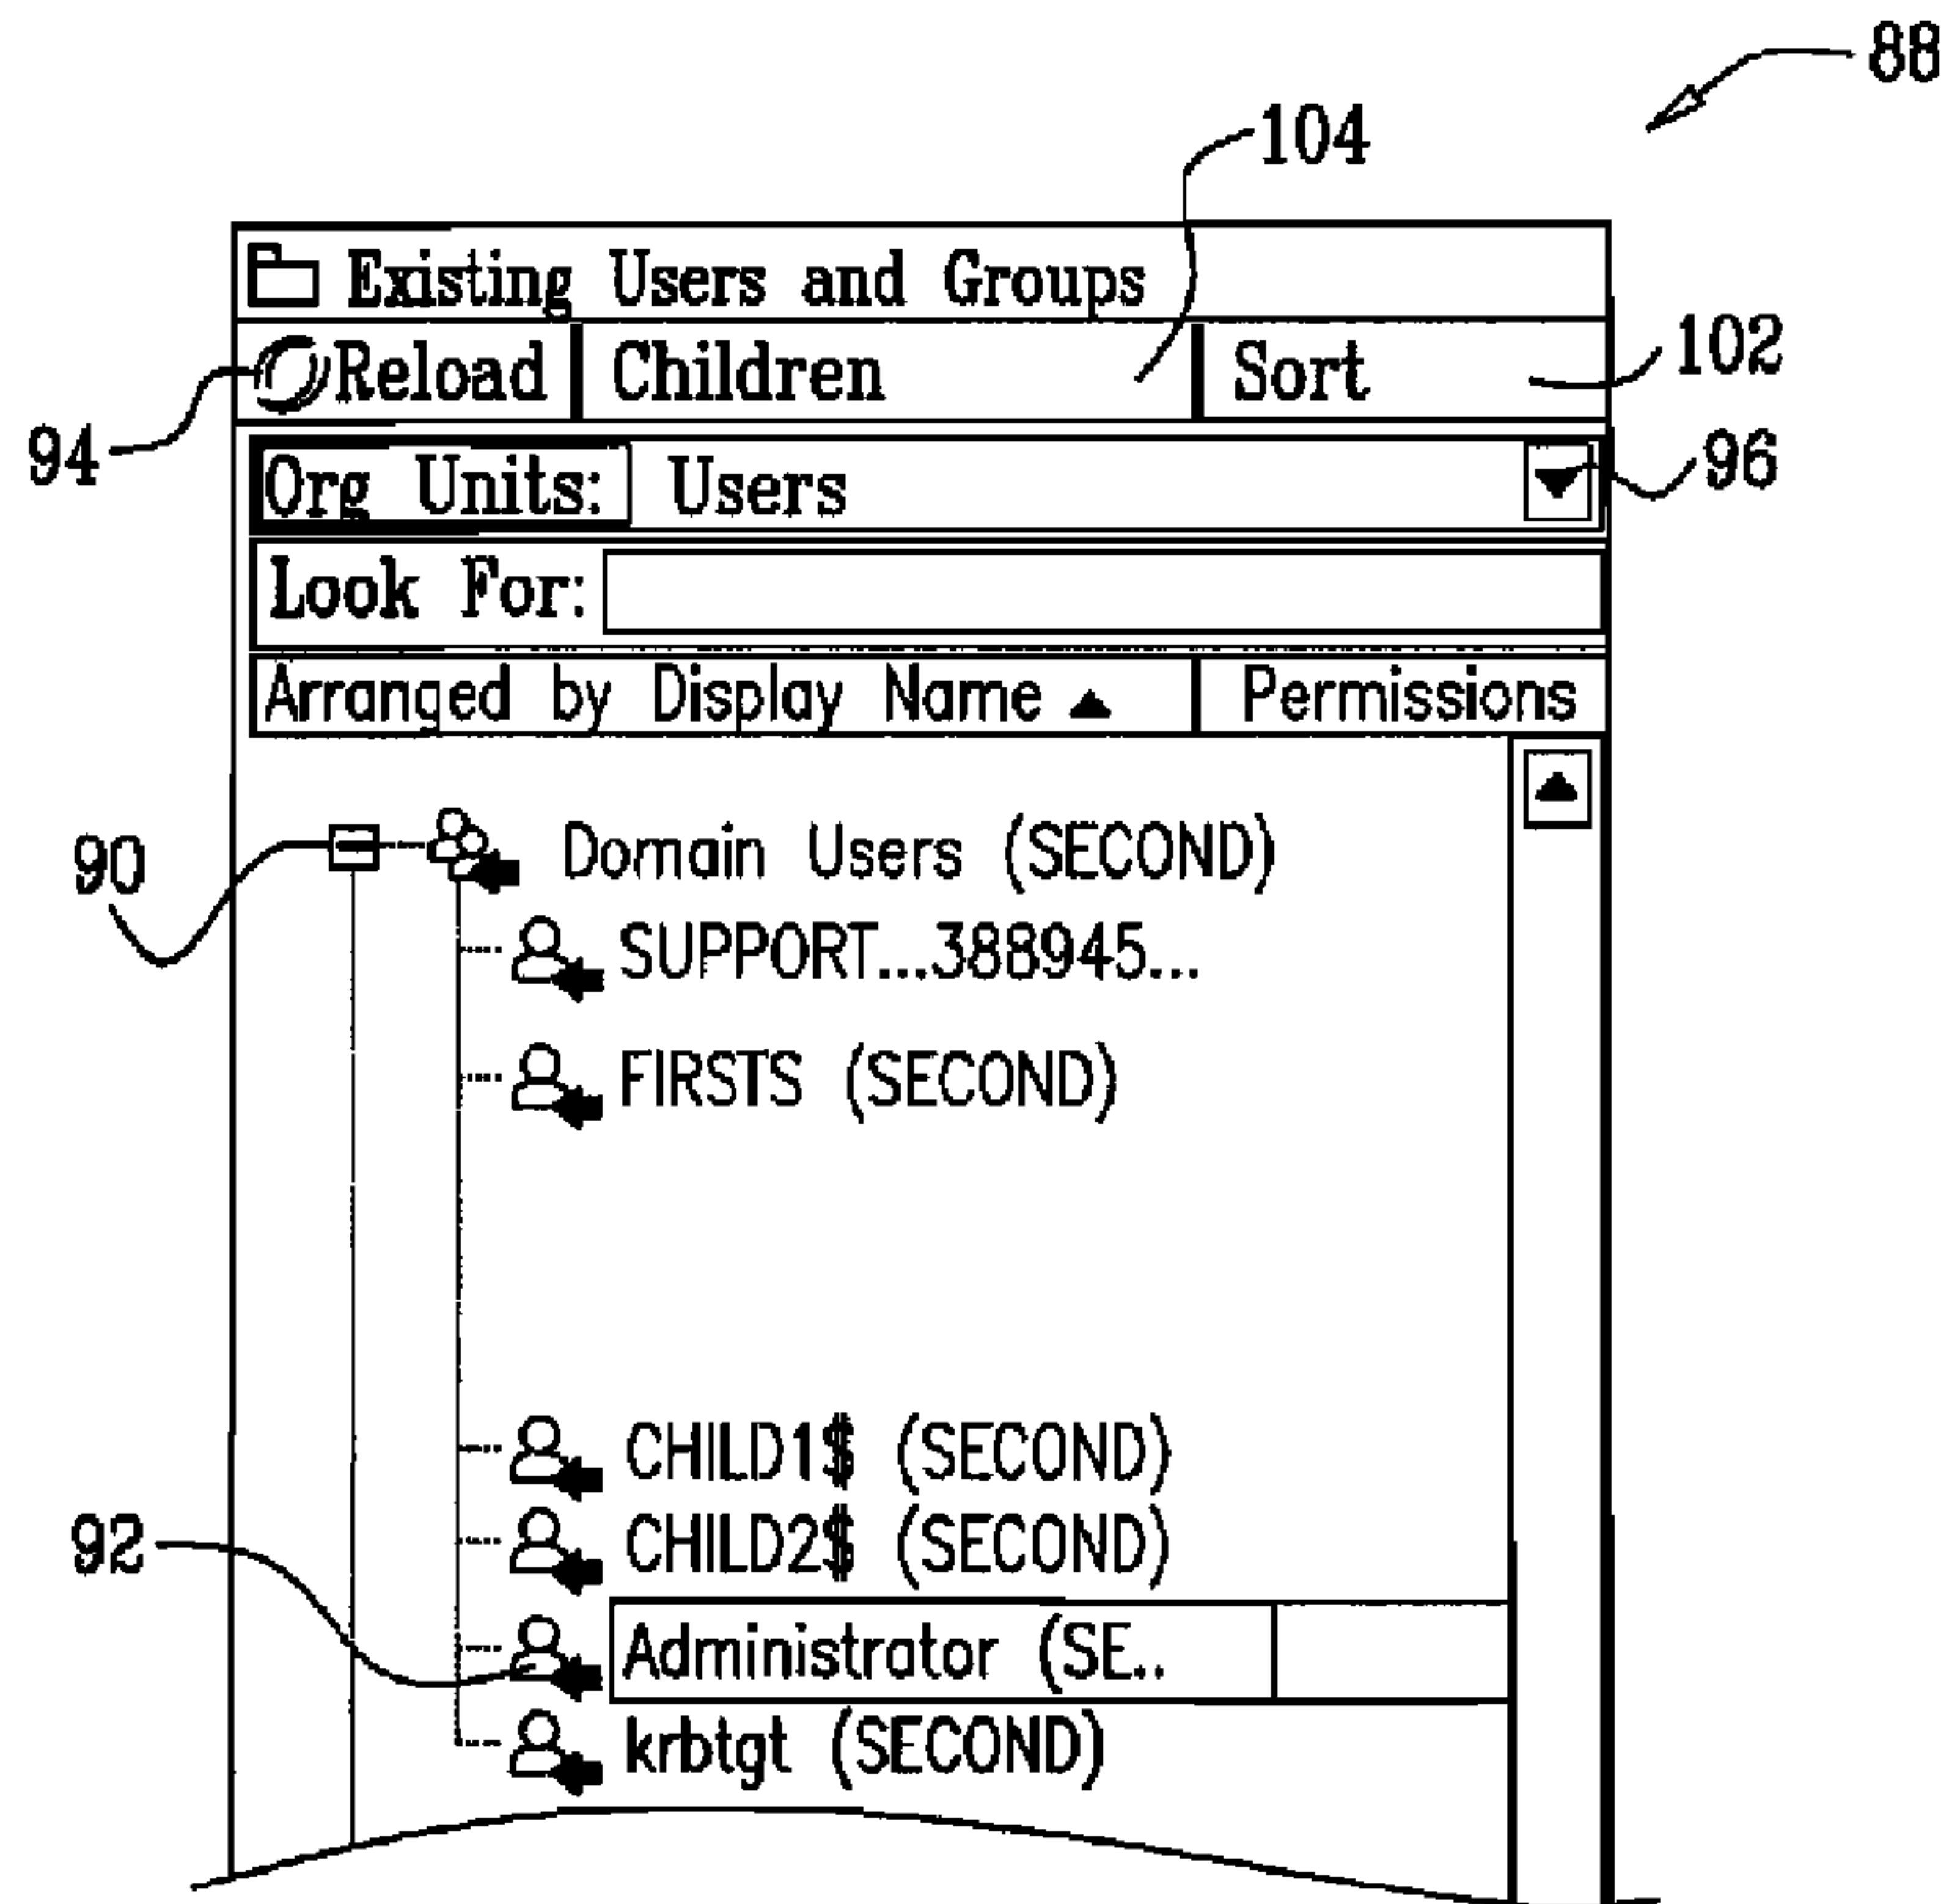 88
104
Existing Users and Groups
Reload Children Sort
102
94
Org Units: Users
96
Look For:
Arranged by Display Name Permissions
90
Domain Users (SECOND)
SUPPORT...388945...
FIRSTS (SECOND)
CHILD1$ (SECOND)
CHILD2$ (SECOND)
92
Administrator (SE..
krbtgt (SECOND)